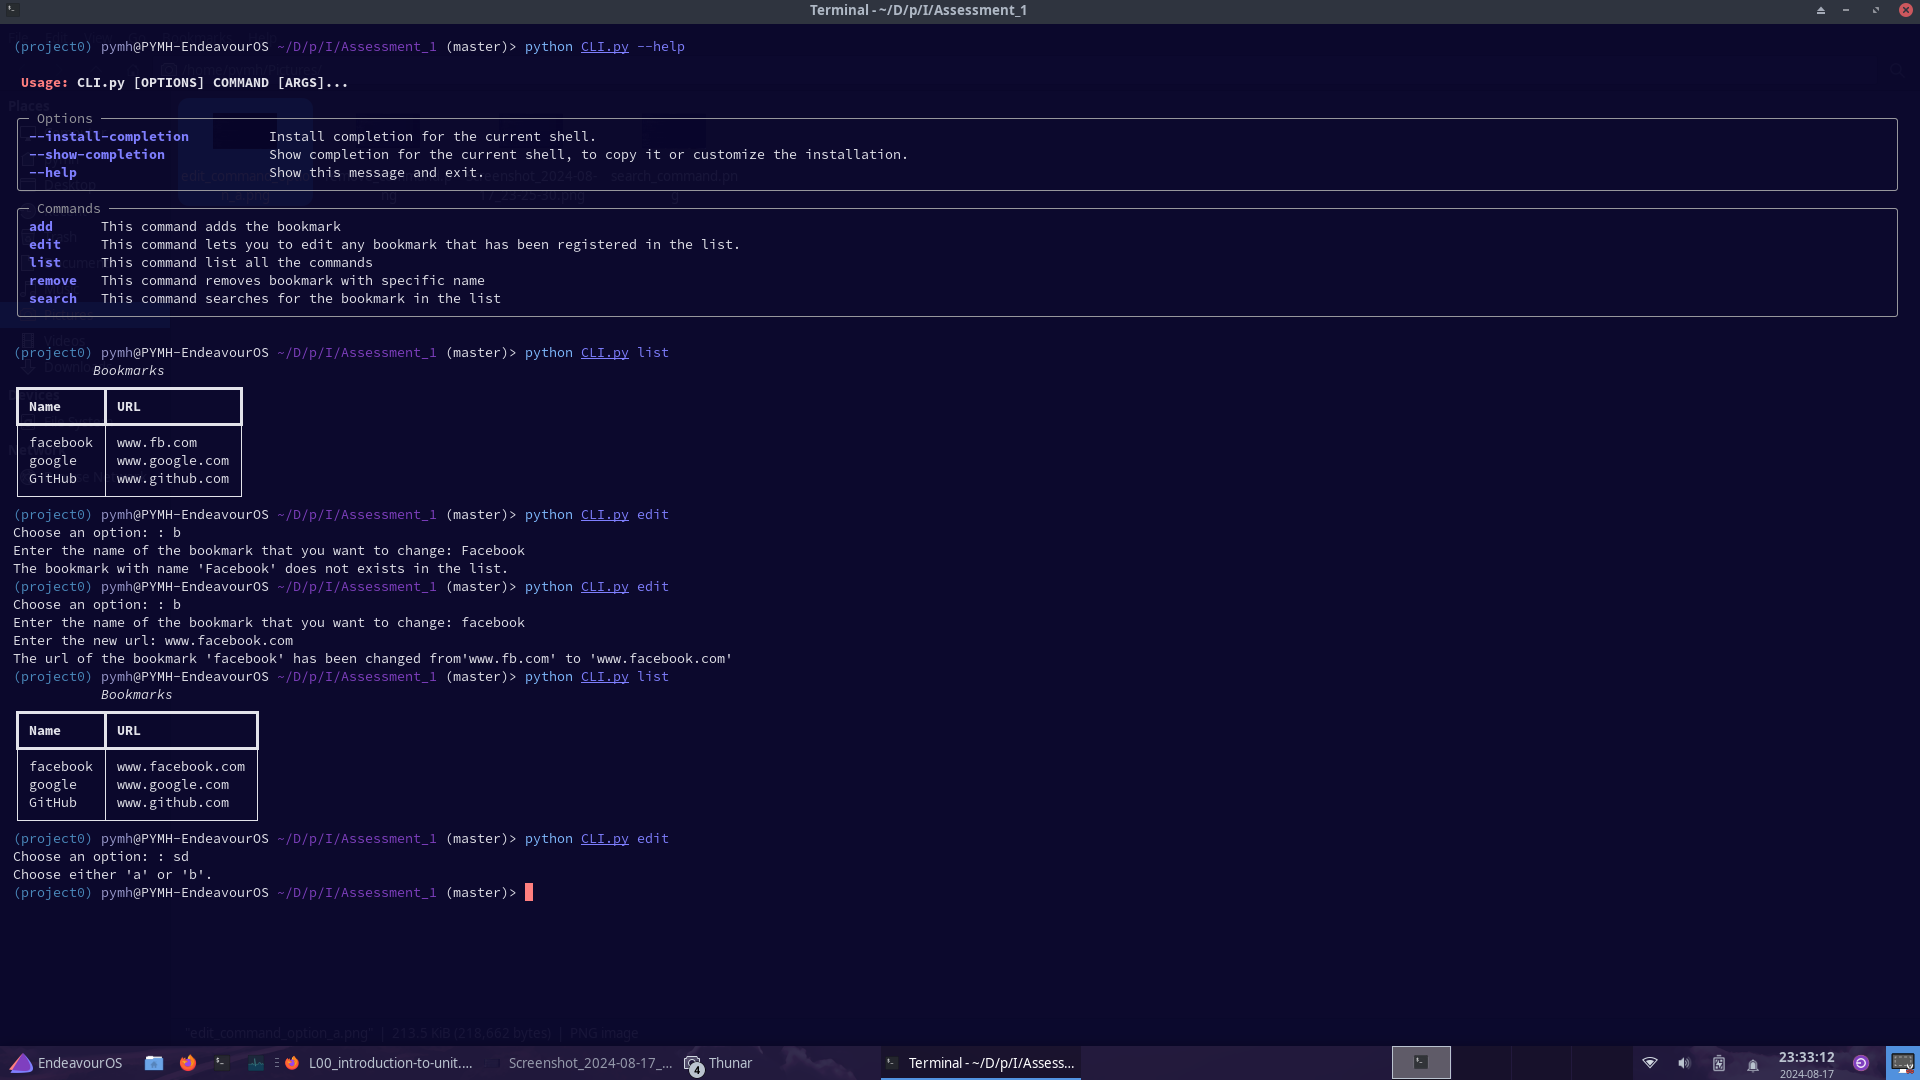 Terminal - ~/D/p/I/Assessment_1
(project0) pymh@PYMH-EndeavourOS ~/D/p/I/Assessment_1 (master)> python CLI.py --help
Usage: CLI.py [OPTIONS] COMMAND [ARGS]...
Options
--install-completion Install completion for the current shell.
--show-completion Show completion for the current shell, to copy it or customize the installation.
--help Show this message and exit.
Commands
add This command adds the bookmark
edit This command lets you to edit any bookmark that has been registered in the list.
list This command list all the commands
remove This command removes bookmark with specific name
search This command searches for the bookmark in the list
(project0) pymh@PYMH-EndeavourOS ~/D/p/I/Assessment_1 (master)> python CLI.py list
Bookmarks
Name URL
facebook www.fb.com
google www.google.com
GitHub www.github.com
(project0) pymh@PYMH-EndeavourOS ~/D/p/I/Assessment_1 (master)> python CLI.py edit
Choose an option: : b
Enter the name of the bookmark that you want to change: Facebook
The bookmark with name 'Facebook' does not exists in the list.
(project0) pymh@PYMH-EndeavourOS ~/D/p/I/Assessment_1 (master)> python CLI.py edit
Choose an option: : b
Enter the name of the bookmark that you want to change: facebook
Enter the new url: www.facebook.com
The url of the bookmark 'facebook' has been changed from'www.fb.com' to 'www.facebook.com'
(project0) pymh@PYMH-EndeavourOS ~/D/p/I/Assessment_1 (master)> python CLI.py list
Bookmarks
Name URL
facebook www.facebook.com
google www.google.com
GitHub www.github.com
(project0) pymh@PYMH-EndeavourOS ~/D/p/I/Assessment_1 (master)> python CLI.py edit
Choose an option: : sd
Choose either 'a' or 'b'.
(project0) pymh@PYMH-EndeavourOS ~/D/p/I/Assessment_1 (master)>
"edit_command_option_a.png" | 213.5 KiB (218,662 bytes) | PNG image
EndeavourOS L00_introduction-to-unit.... Screenshot_2024-08-17_... 4 Thunar Terminal - ~/D/p/I/Assess... 23:33:12
2024-08-17